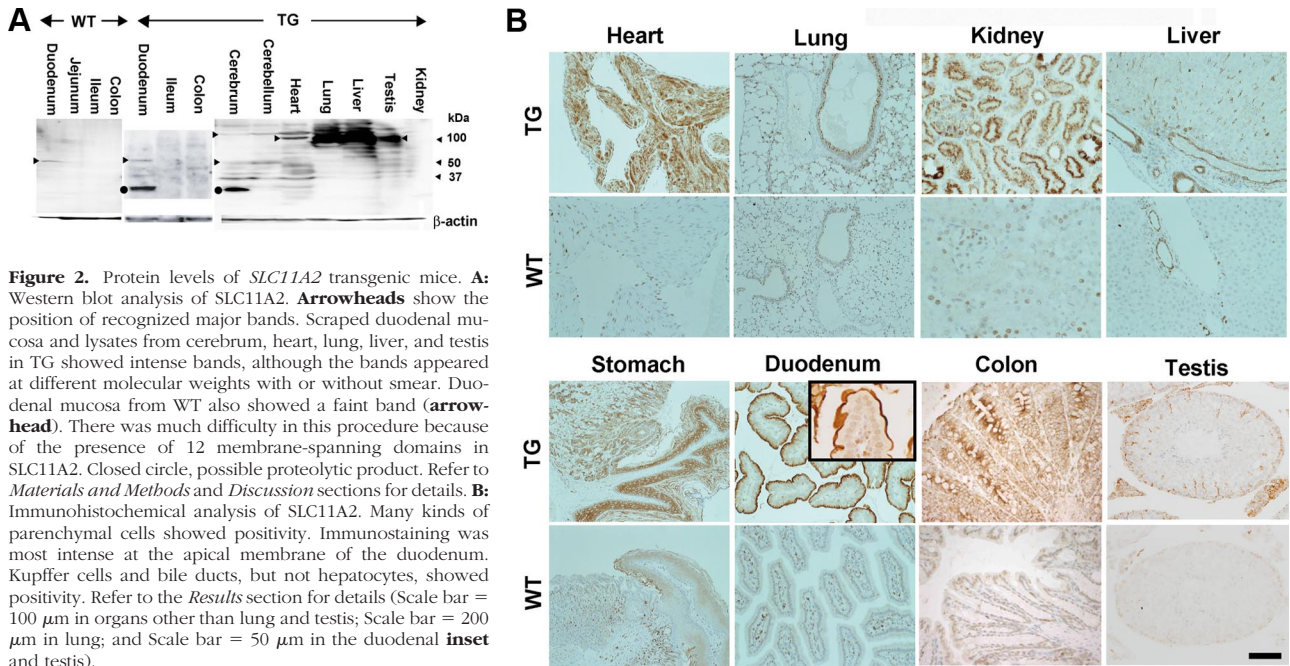 A
WT
TG
Duodenum
Jejunum
Ileum
Colon
Duodenum
Ileum
Colon
Cerebrum
Cerebellum
Heart
Lung
Liver
Testis
Kidney
kDa
100
50
37
β-actin
Figure 2. Protein levels of SLC11A2 transgenic mice. A:
Western blot analysis of SLC11A2. Arrowheads show the
position of recognized major bands. Scraped duodenal mu-
cosa and lysates from cerebrum, heart, lung, liver, and testis
in TG showed intense bands, although the bands appeared
at different molecular weights with or without smear. Duo-
denal mucosa from WT also showed a faint band (arrow-
head). There was much difficulty in this procedure because
of the presence of 12 membrane-spanning domains in
SLC11A2. Closed circle, possible proteolytic product. Refer to
Materials and Methods and Discussion sections for details. B:
Immunohistochemical analysis of SLC11A2. Many kinds of
parenchymal cells showed positivity. Immunostaining was
most intense at the apical membrane of the duodenum.
Kupffer cells and bile ducts, but not hepatocytes, showed
positivity. Refer to the Results section for details (Scale bar =
100 μm in organs other than lung and testis; Scale bar = 200
μm in lung; and Scale bar = 50 μm in the duodenal inset
and testis).
B
Heart
Lung
Kidney
Liver
TG
WT
Stomach
Duodenum
Colon
Testis
TG
WT